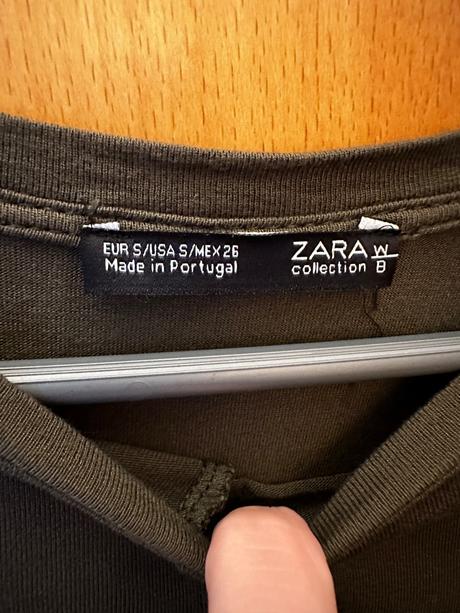 EUR S/USA S/MEX 26
Made in Portugal
ZARA W
collection B